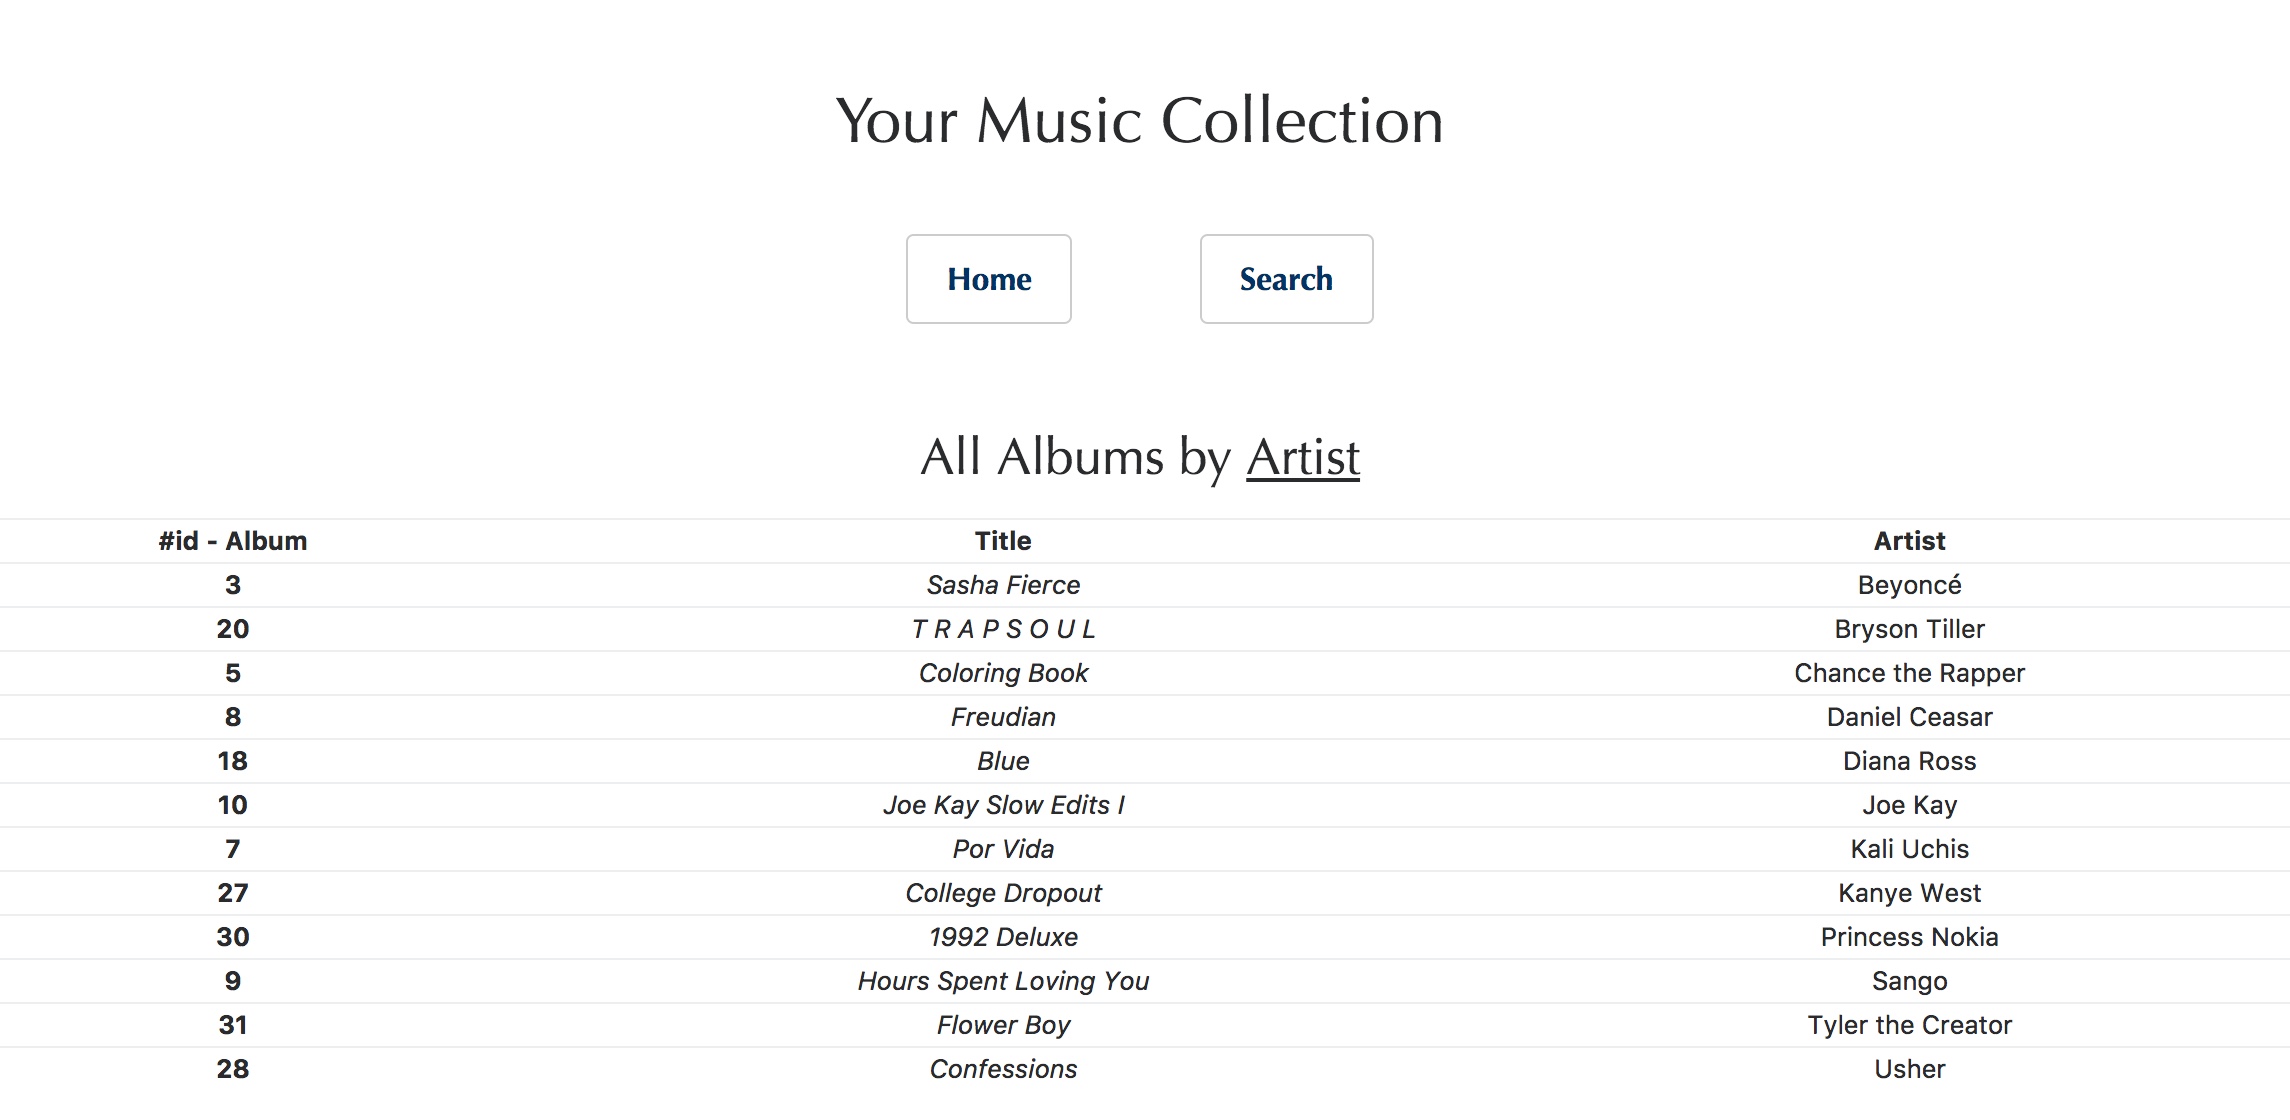 Your Music Collection
Home Search
All Albums by Artist
#id - Album Title Artist
3 Sasha Fierce Beyoncé
20 T R A P S O U L Bryson Tiller
5 Coloring Book Chance the Rapper
8 Freudian Daniel Ceasar
18 Blue Diana Ross
10 Joe Kay Slow Edits I Joe Kay
7 Por Vida Kali Uchis
27 College Dropout Kanye West
30 1992 Deluxe Princess Nokia
9 Hours Spent Loving You Sango
31 Flower Boy Tyler the Creator
28 Confessions Usher